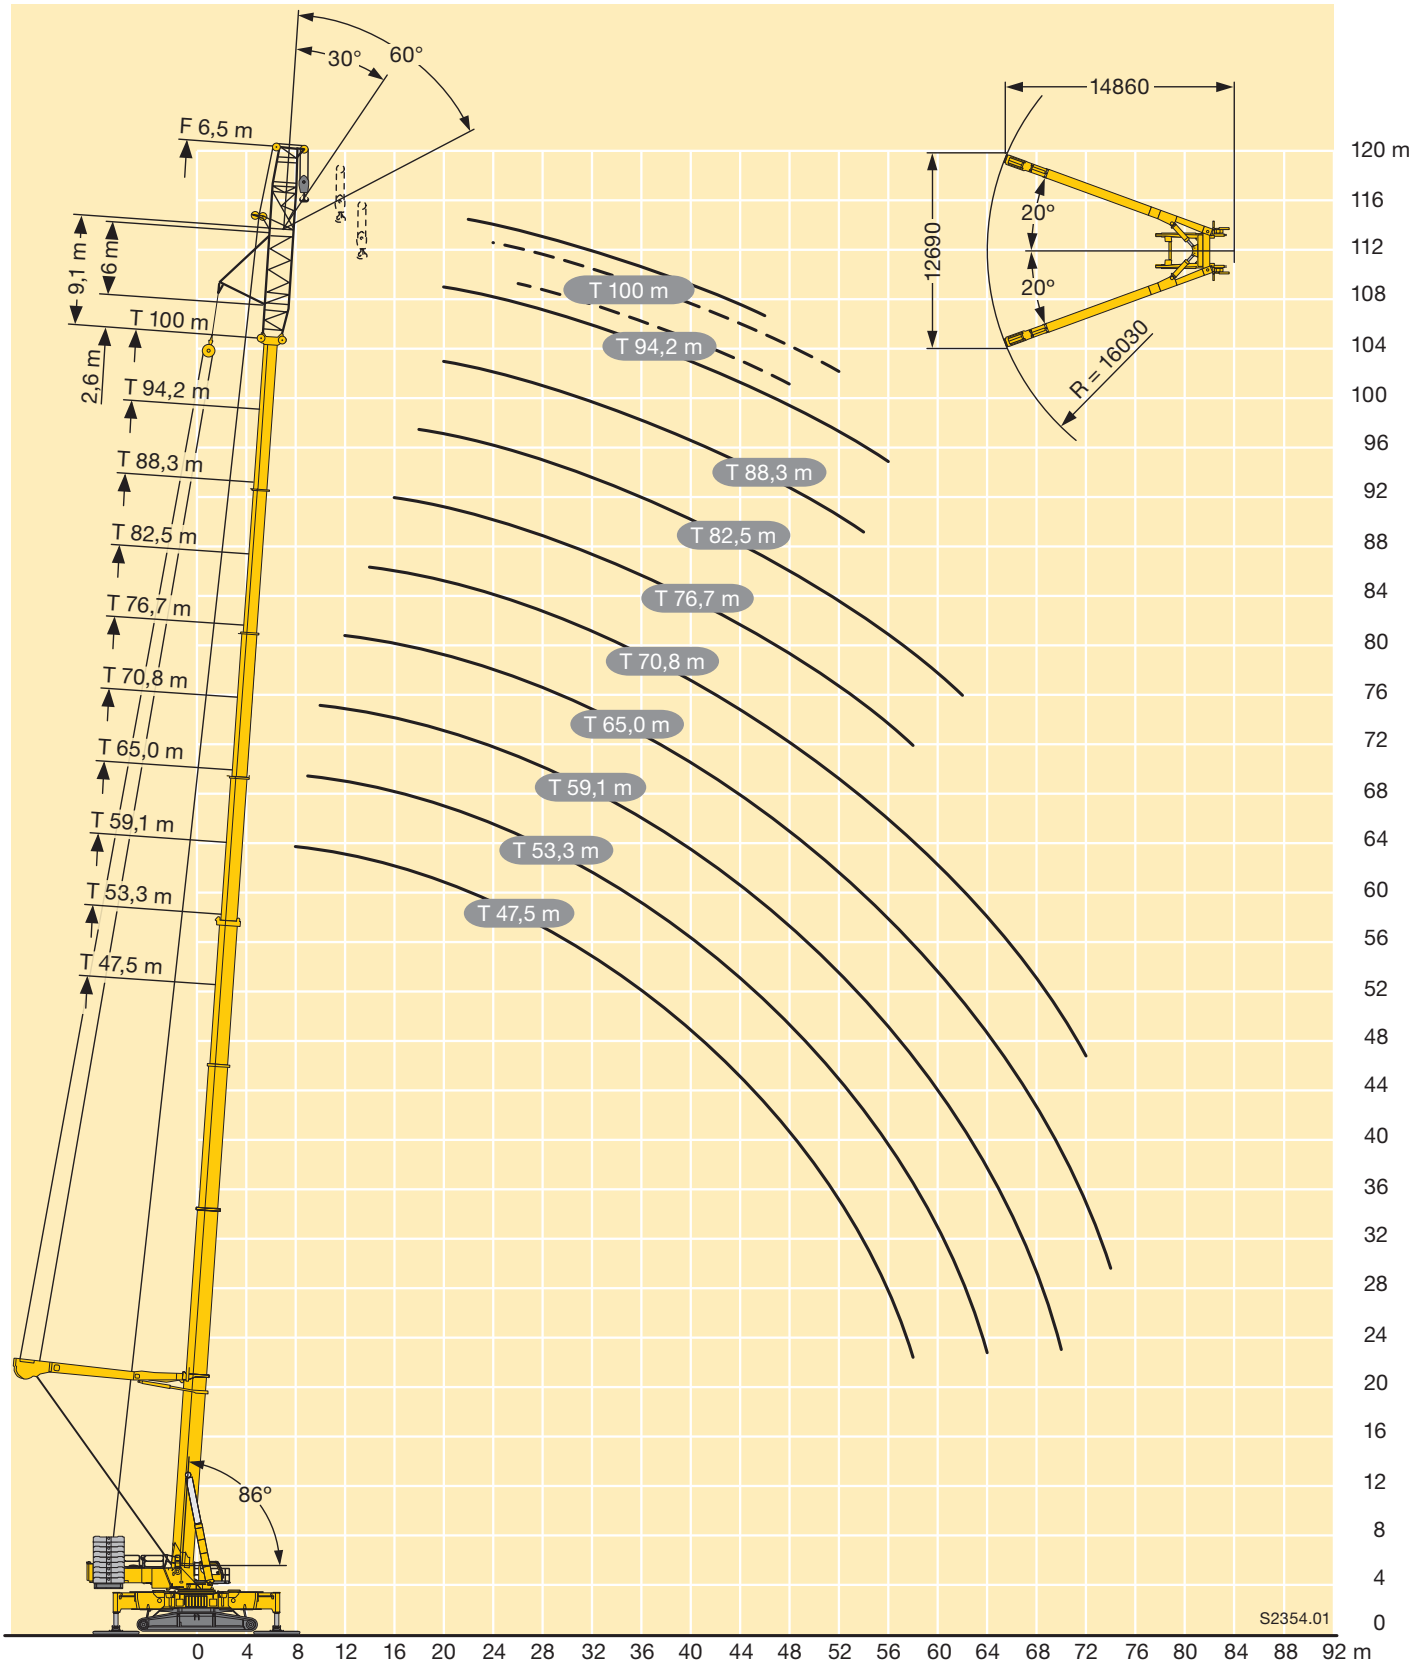 30°
60°
14860
F 6,5 m
120 m
116
112
108
104
100
96
92
88
84
80
76
72
68
64
60
56
52
48
44
40
36
32
28
24
20
16
12
8
4
0
12690
20°
20°
R = 16030
9,1 m
6 m
2,6 m
T 100 m
T 94,2 m
T 88,3 m
T 82,5 m
T 76,7 m
T 70,8 m
T 65,0 m
T 59,1 m
T 53,3 m
T 47,5 m
T 100 m
T 94,2 m
T 88,3 m
T 82,5 m
T 76,7 m
T 70,8 m
T 65,0 m
T 59,1 m
T 53,3 m
T 47,5 m
86°
S2354.01
0 4 8 12 16 20 24 28 32 36 40 44 48 52 56 60 64 68 72 76 80 84 88 92 m